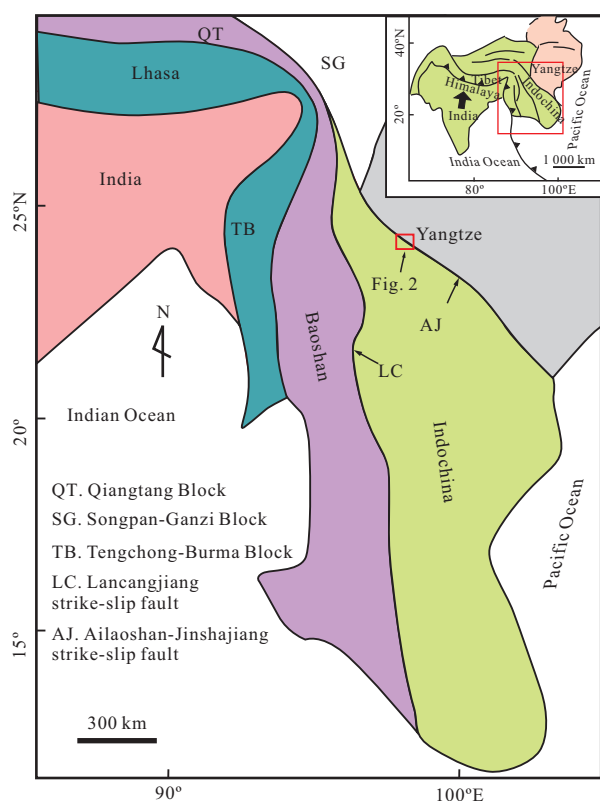 QT
SG
Lhasa
India
TB
25°N
Yangtze
Fig. 2
AJ
N
Baoshan
LC
Indian Ocean
20°
Indochina
QT. Qiangtang Block
SG. Songpan-Ganzi Block
TB. Tengchong-Burma Block
LC. Lancangjiang
strike-slip fault
AJ. Ailaoshan-Jinshajiang
strike-slip fault
Pacific Ocean
15°
300 km
90°
100°E
40°N
Yangtze
Tibet
Himalaya
Indochina
20°
India
Pacific Ocean
India Ocean
1 000 km
80°
100°E